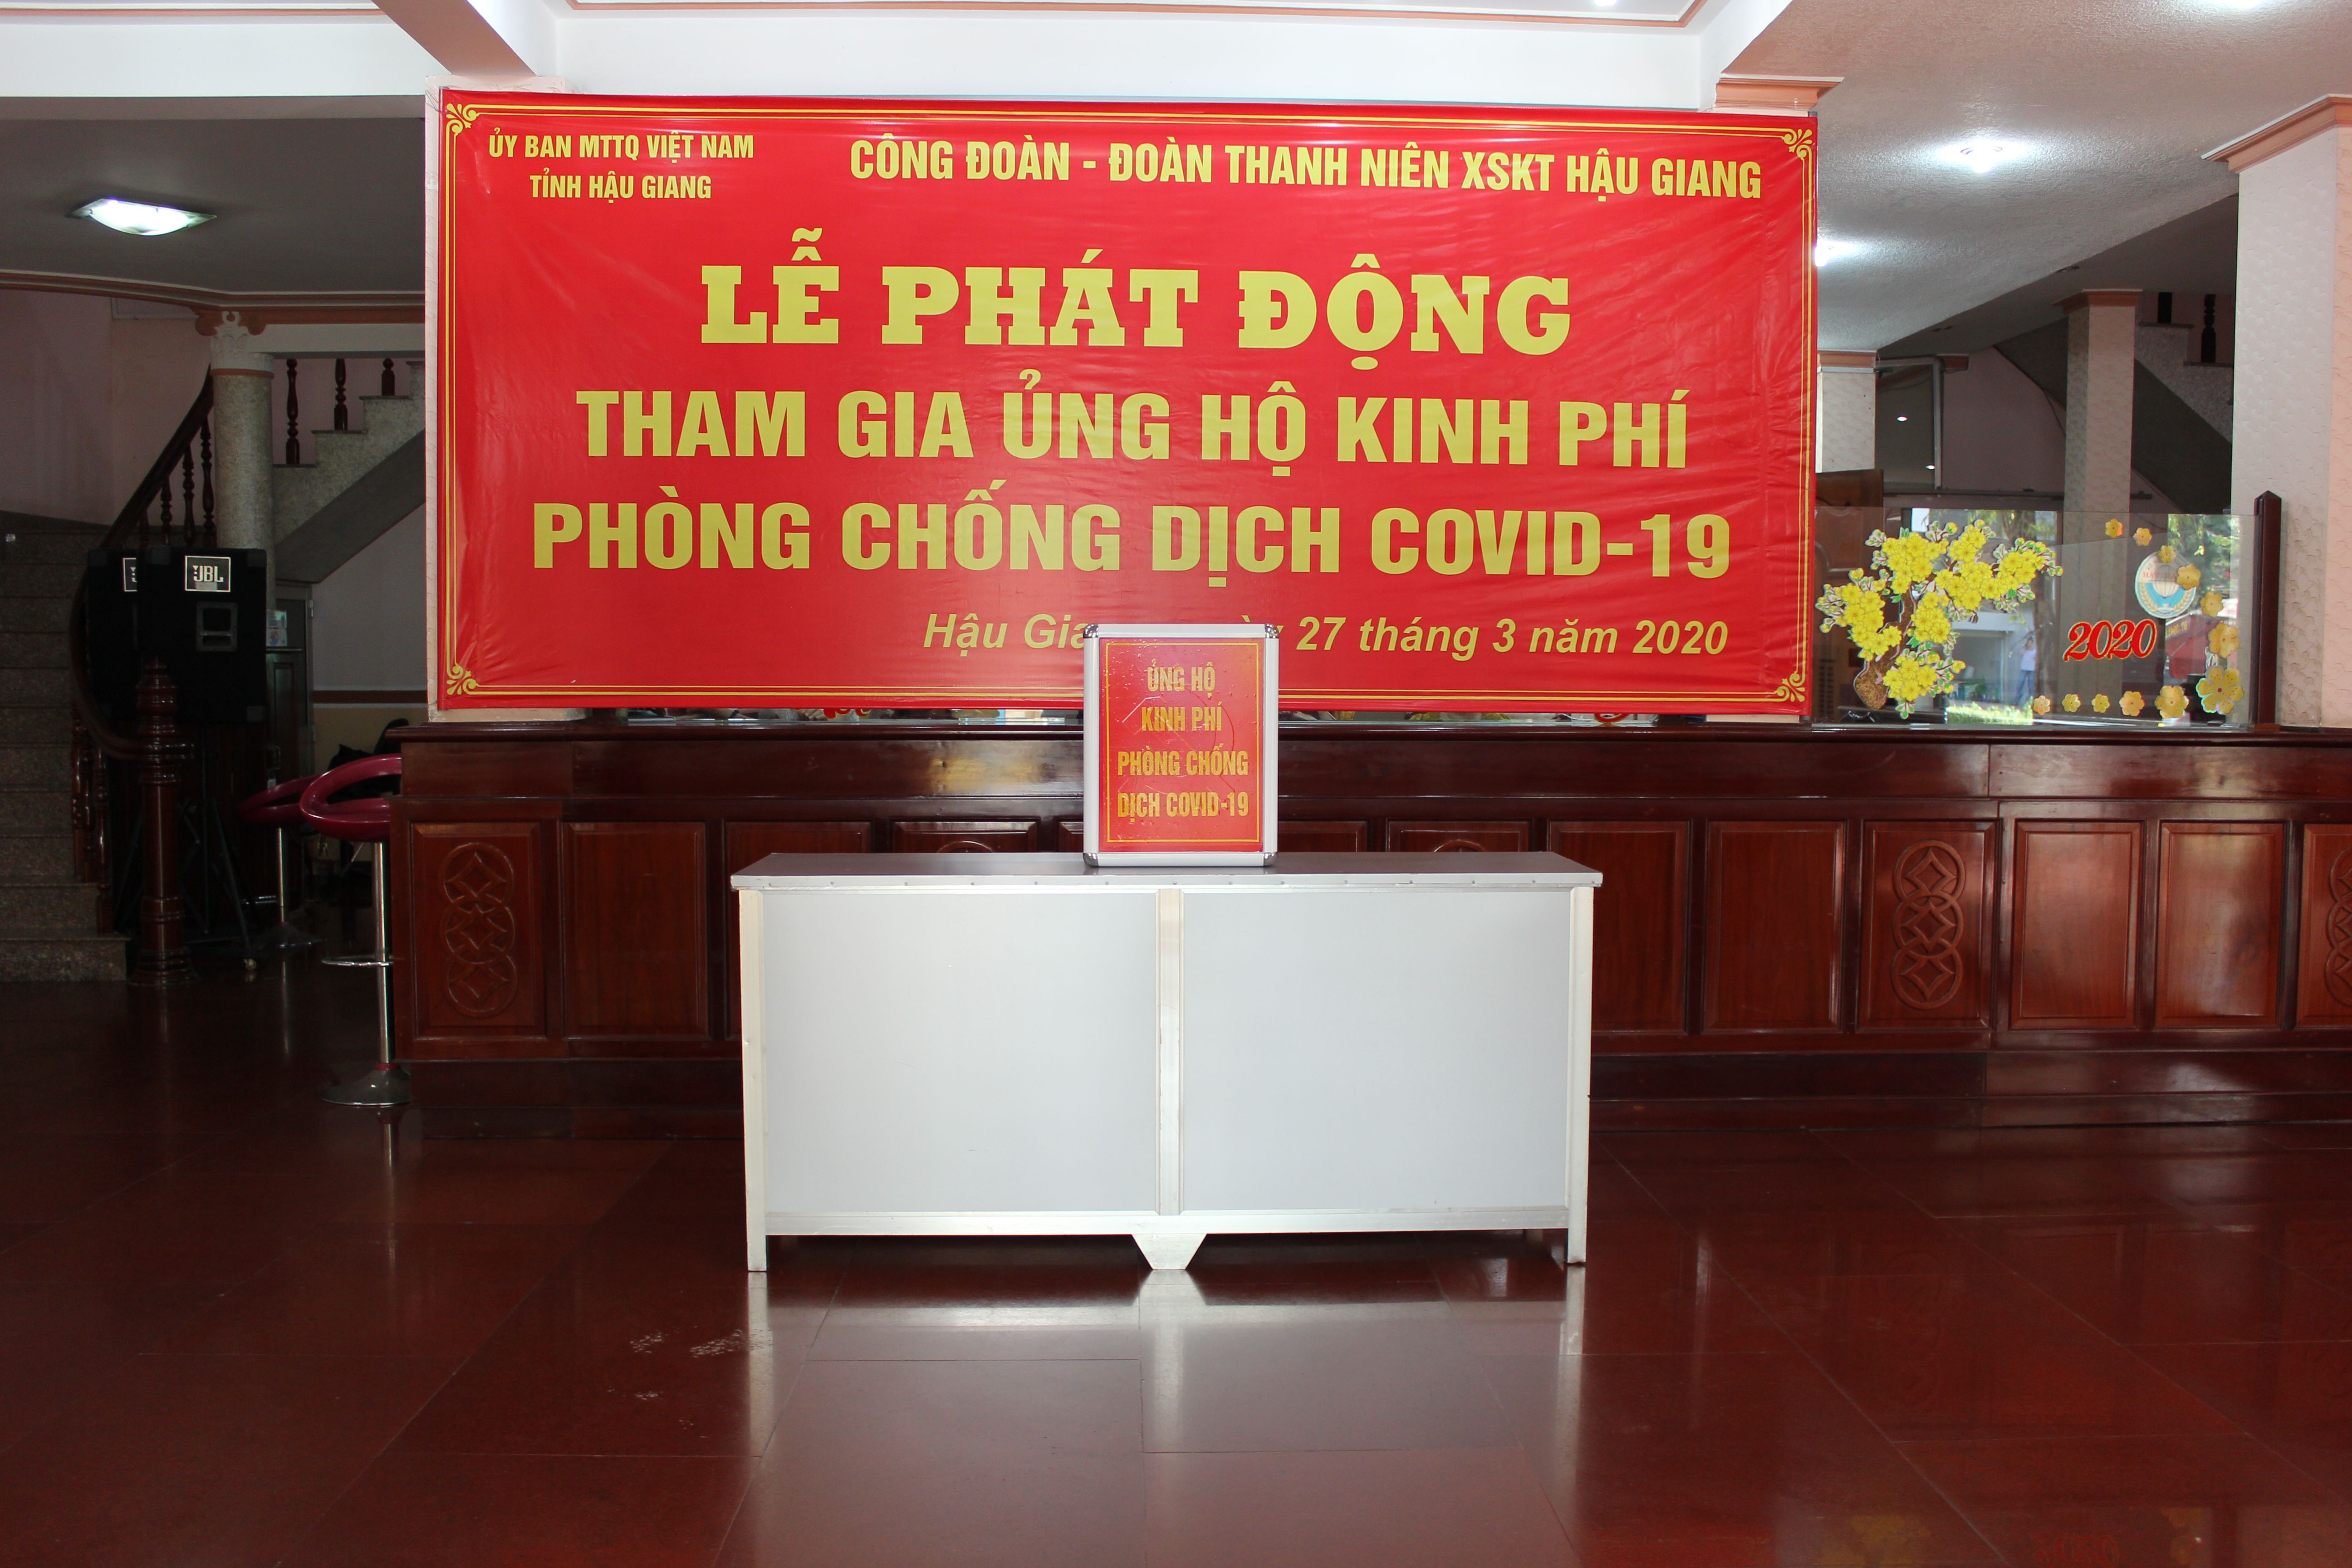 ỦY BAN MTTQ VIỆT NAM
TỈNH HẬU GIANG
CÔNG ĐOÀN - ĐOÀN THANH NIÊN XSKT HẬU GIANG
LỄ PHÁT ĐỘNG
THAM GIA ỦNG HỘ KINH PHÍ
PHÒNG CHỐNG DỊCH COVID-19
Hậu 27 tháng 3 năm 2020
ỦNG HỘ
KINH PHÍ
PHÒNG CHỐNG
DỊCH COVID-19
JBL
2020